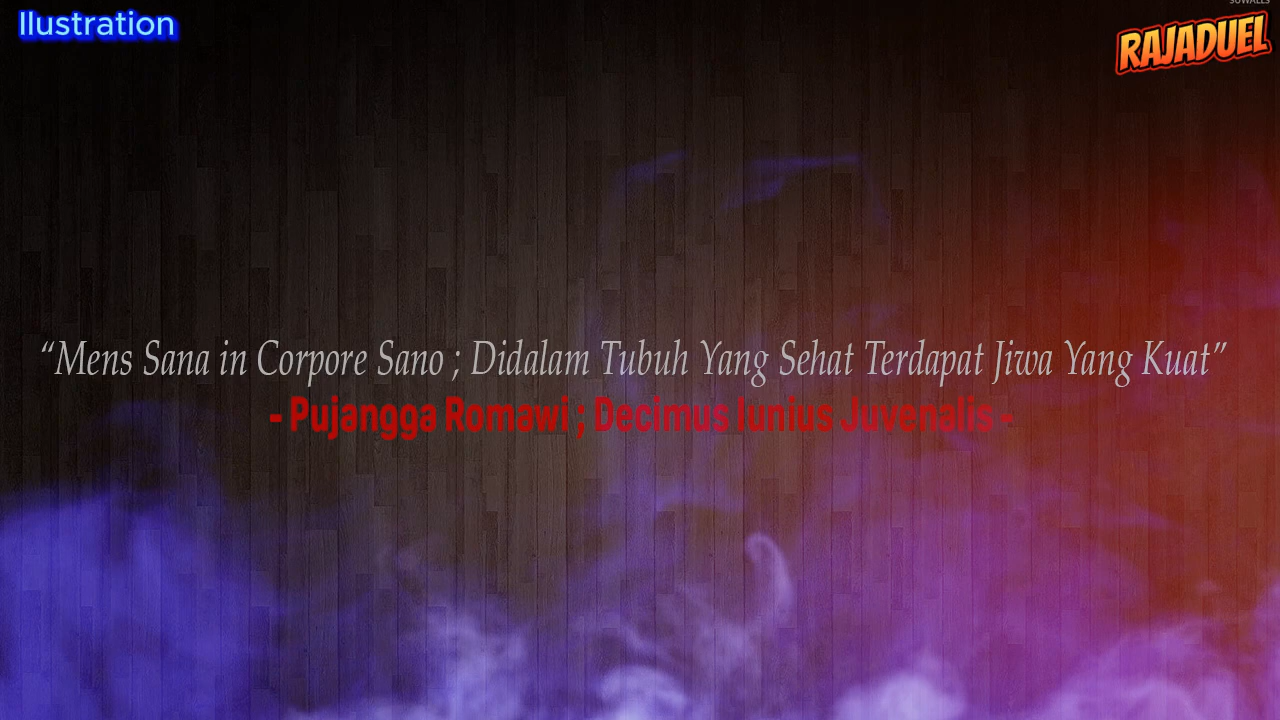 Ilustration
SUWALLS
RAJADUEL
“Mens Sana in Corpore Sano ; Didalam Tubuh Yang Sehat Terdapat Jiwa Yang Kuat”
- Pujangga Romawi ; Decimus Iunius Juvenalis -